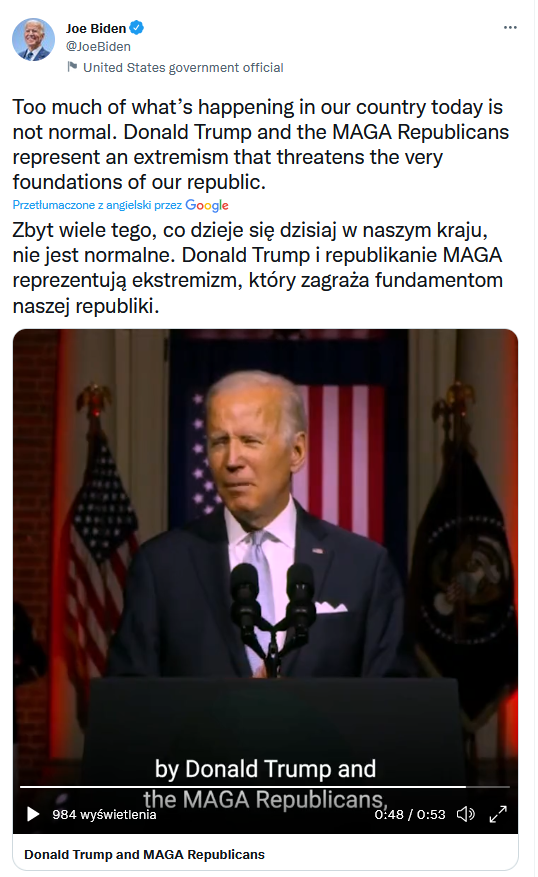 Joe Biden
@JoeBiden
United States government official
Too much of what’s happening in our country today is
not normal. Donald Trump and the MAGA Republicans
represent an extremism that threatens the very
foundations of our republic.
Przetłumaczone z angielski przez Google
Zbyt wiele tego, co dzieje się dzisiaj w naszym kraju,
nie jest normalne. Donald Trump i republikanie MAGA
reprezentują ekstremizm, który zagraża fundamentom
naszej republiki.
by Donald Trump and
the MAGA Republicans,
984 wyświetlenia
0:48 / 0:53
Donald Trump and MAGA Republicans